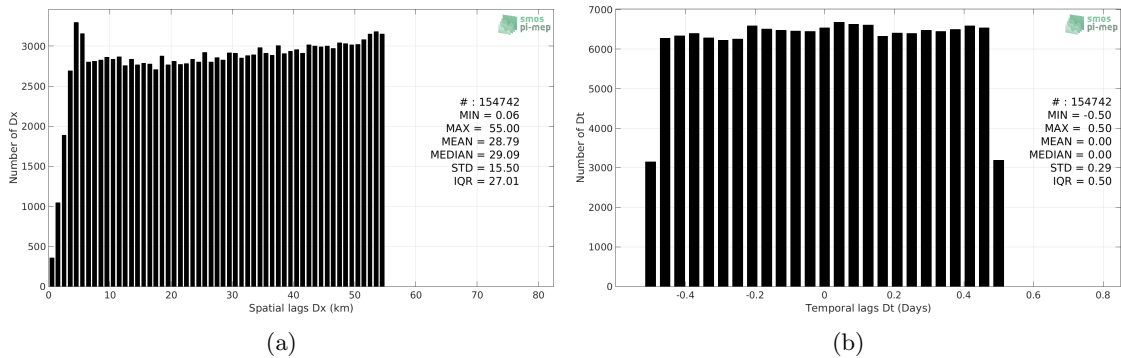 smos
pi-mep
3000
2500
2000
1500
1000
500
0
Number of Dx
# : 154742
MIN = 0.06
MAX = 55.00
MEAN = 28.79
MEDIAN = 29.09
STD = 15.50
IQR = 27.01
0 10 20 30 40 50 60 70 80
Spatial lags Dx (km)
(a)
smos
pi-mep
7000
6000
5000
4000
3000
2000
1000
0
Number of Dt
# : 154742
MIN = -0.50
MAX = 0.50
MEAN = 0.00
MEDIAN = 0.00
STD = 0.29
IQR = 0.50
-0.4 -0.2 0 0.2 0.4 0.6 0.8
Temporal lags Dt (Days)
(b)